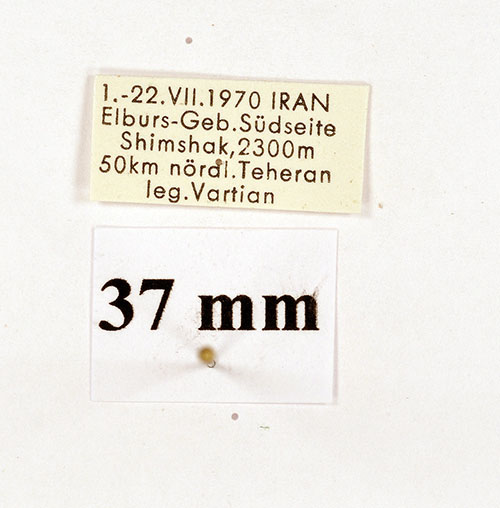 1.-22.VII.1970 IRAN
Elburs-Geb.Südseite
Shimshak,2300m
50km nördl.Teheran
leg.Vartian
37 mm